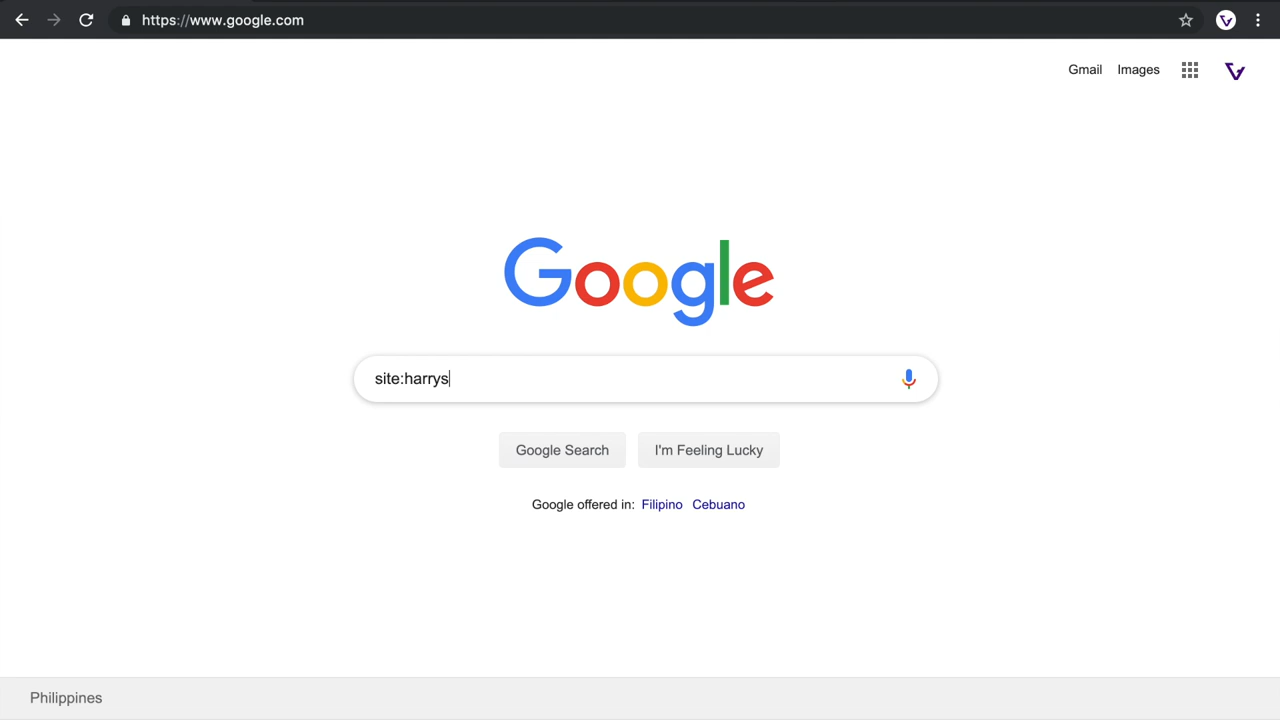 https://www.google.com
Gmail Images
Google
site:harrys
Google Search I'm Feeling Lucky
Google offered in: Filipino Cebuano
Philippines